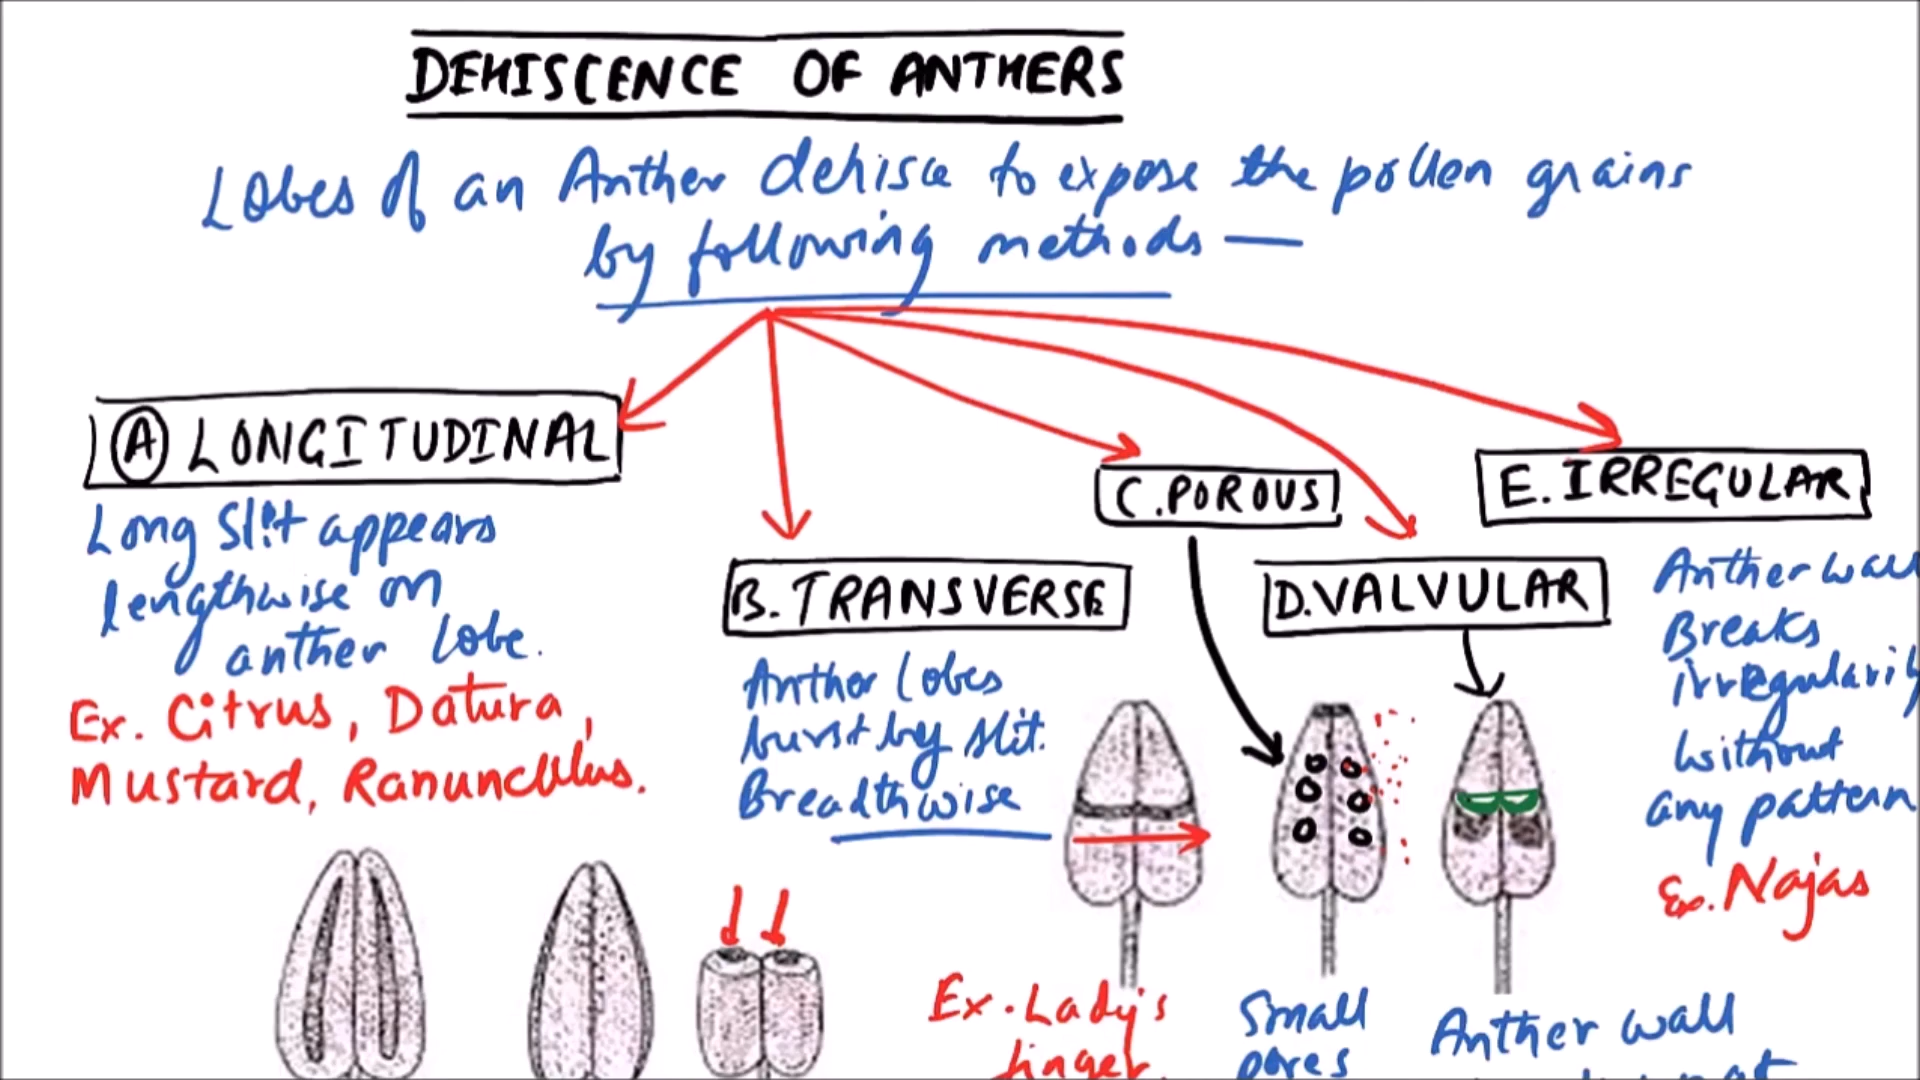 DEHISCENCE OF ANTHERS
Lobes of an Anther dehisce to expose the pollen grains
by following methods —
A LONGITUDINAL
Long Slit appears
lengthwise on
anther lobe.
Ex. Citrus, Datura,
Mustard, Ranunculus.
B. TRANSVERSE
Anther lobes
burst by slit.
Breadthwise
Ex. Lady's
finger.
C. POROUS
Small
pores
D. VALVULAR
Anther wall
E. IRREGULAR
Anther wall
Breaks
irregularily
without
any pattern
Ex. Najas